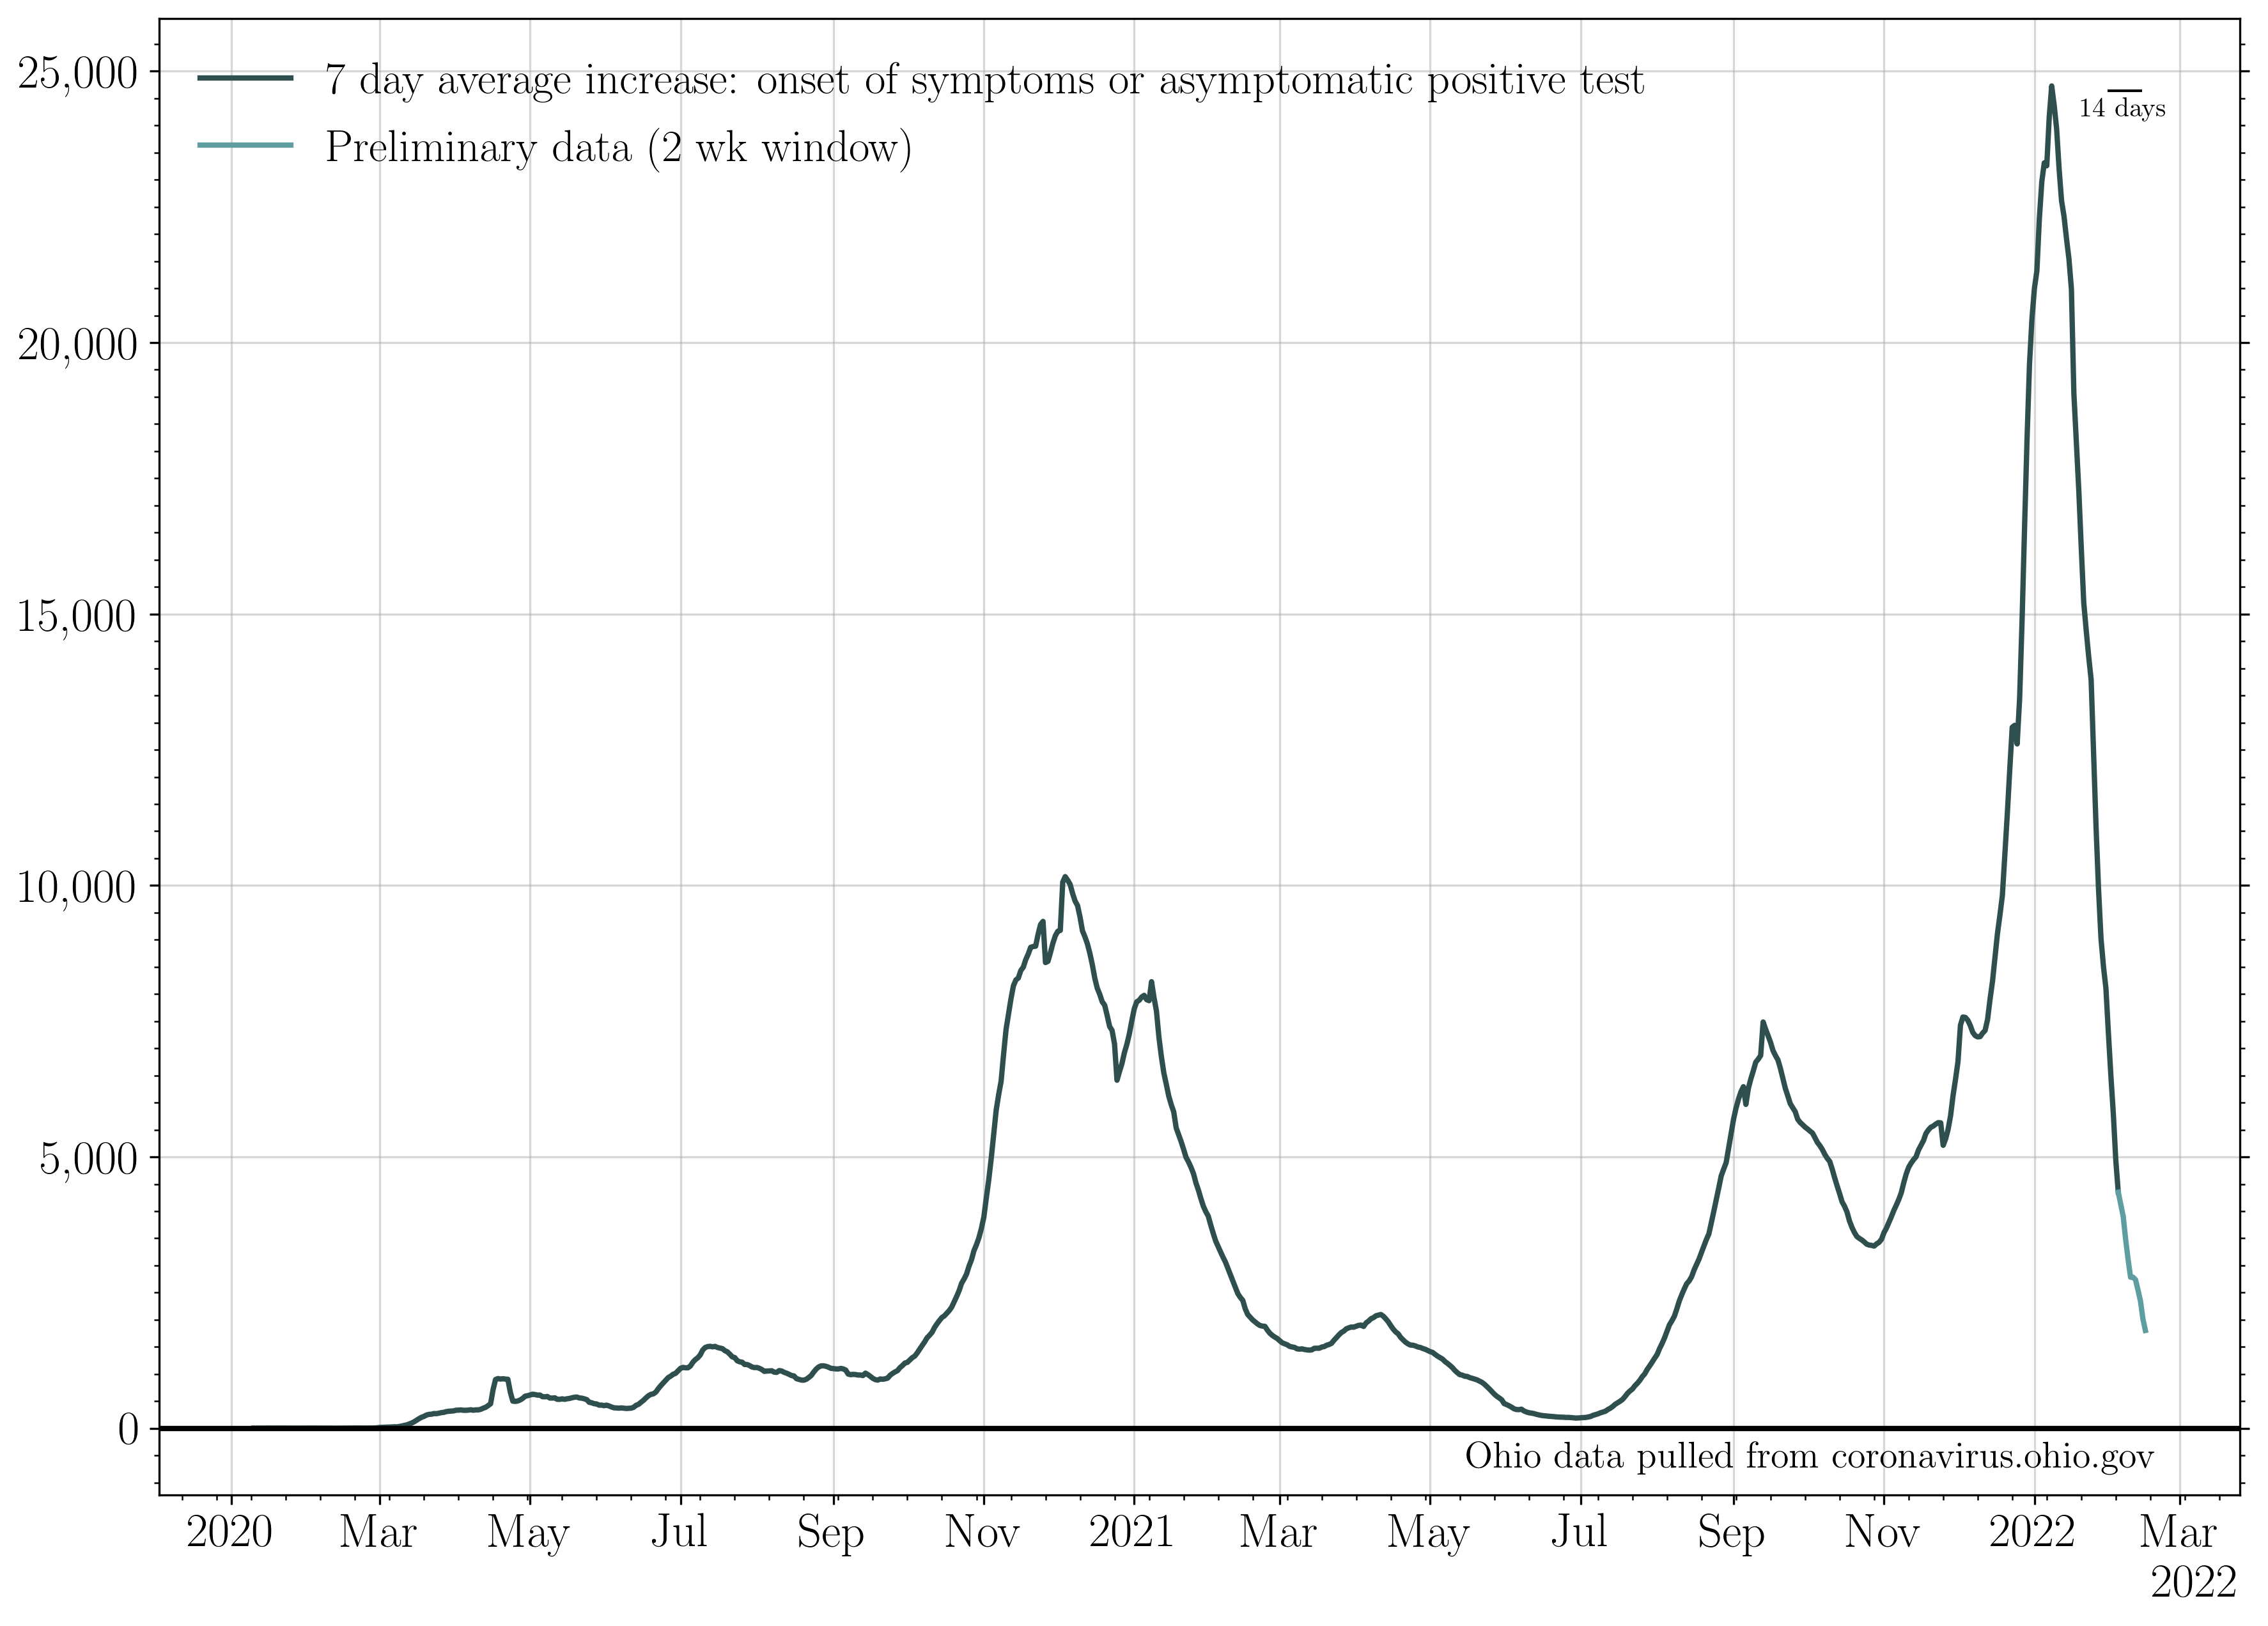 25,000
20,000
15,000
10,000
5,000
0
7 day average increase: onset of symptoms or asymptomatic positive test
Preliminary data (2 wk window)
14 days
Ohio data pulled from coronavirus.ohio.gov
2020 Mar May Jul Sep Nov 2021 Mar May Jul Sep Nov 2022 Mar
2022